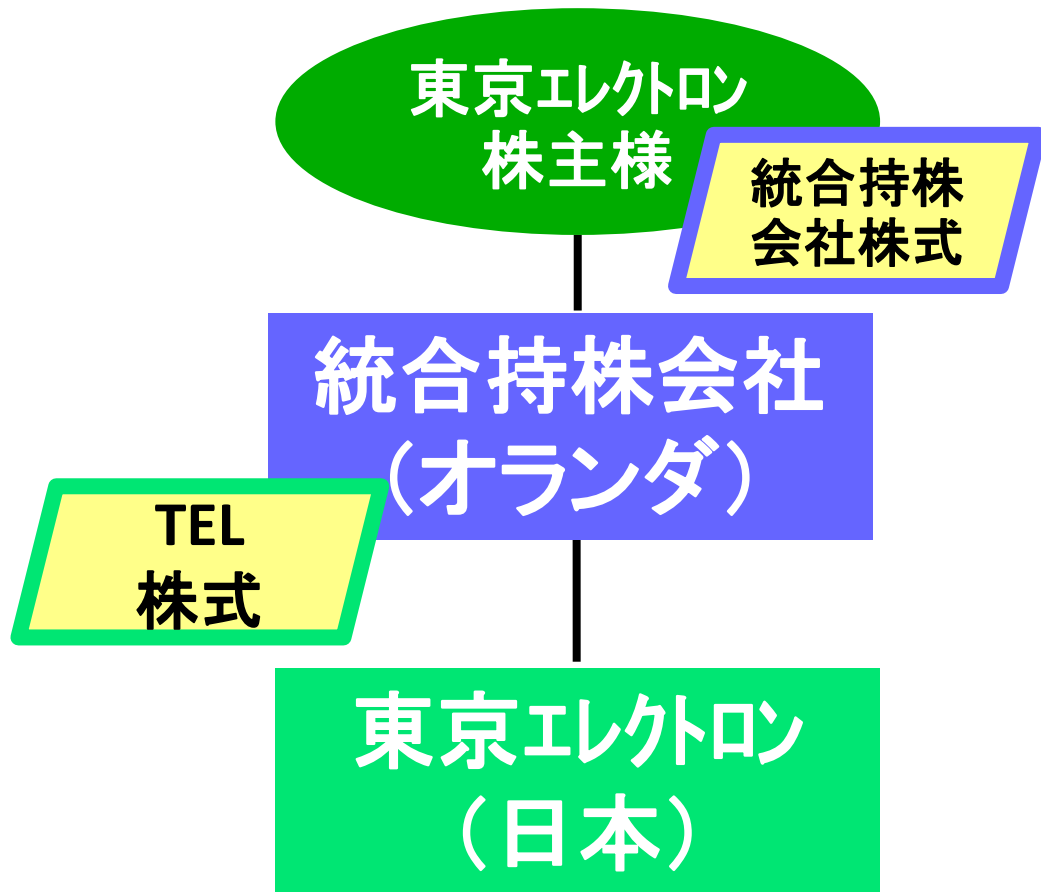 東京エレクトロン
株主様
統合持株
会社株式
統合持株会社
（オランダ）
TEL
株式
東京エレクトロン
（日本）